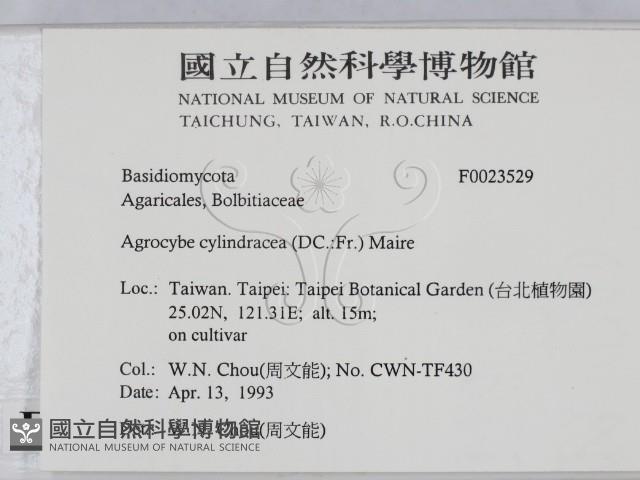 國立自然科學博物館
NATIONAL MUSEUM OF NATURAL SCIENCE
TAICHUNG, TAIWAN, R.O.CHINA
Basidiomycota F0023529
Agaricales, Bolbitiaceae
Agrocybe cylindracea (DC.:Fr.) Maire
Loc.: Taiwan. Taipei: Taipei Botanical Garden (台北植物園)
25.02N, 121.31E; alt. 15m;
on cultivar
Col.: W.N. Chou(周文能); No. CWN-TF430
Date: Apr. 13, 1993
Chou(周文能)
國立自然科學博物館
NATIONAL MUSEUM OF NATURAL SCIENCE